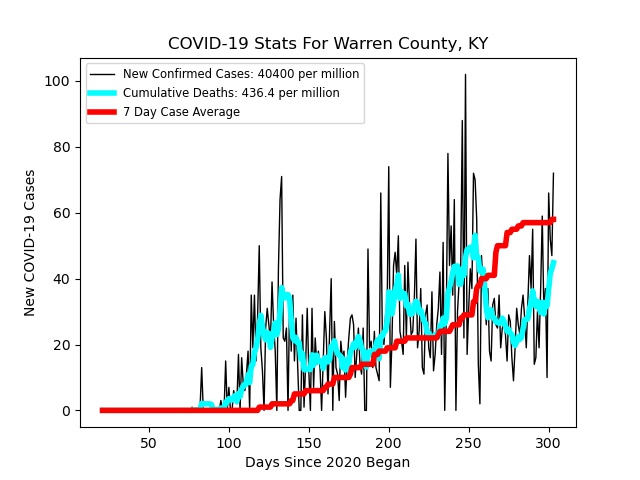 COVID-19 Stats For Warren County, KY
New Confirmed Cases: 40400 per million
Cumulative Deaths: 436.4 per million
7 Day Case Average
New COVID-19 Cases
100
80
60
40
20
0
50 100 150 200 250 300
Days Since 2020 Began